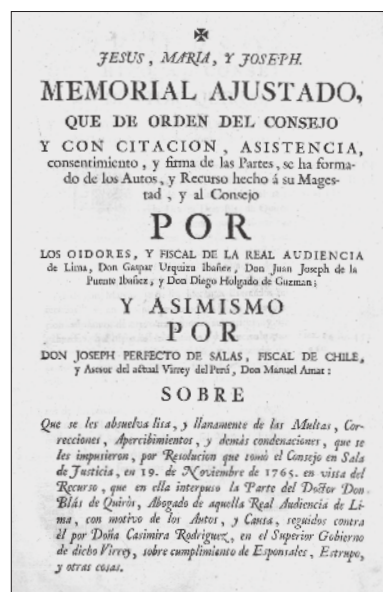 ✠
JESUS, MARIA, Y JOSEPH.
MEMORIAL AJUSTADO,
QUE DE ORDEN DEL CONSEJO
Y CON CITACION, ASISTENCIA,
consentimiento, y firma de las Partes, se ha forma-
do de los Autos, y Recurso hecho á su Mages-
tad, y al Consejo
POR
LOS OIDORES, Y FISCAL DE LA REAL AUDIENCIA
de Lima, Don Gaspar Urquizu Ibañez, Don Juan Joseph de la
Puente Ibañez, y Don Diego Holgado de Guzman;
Y ASIMISMO
POR
DON JOSEPH PERFECTO DE SALAS, FISCAL DE CHILE,
y Asesor del actual Virrey del Perú, Don Manuel Amat:
SOBRE
Que se les absuelva lisa, y llanamente de las Multas, Cor-
recciones, Apercibimientos, y demás condenaciones, que se
les impusieron, por Resolucion que tomó el Consejo en Sala
de Justicia, en 19. de Noviembre de 1765. en vissa del
Recurso, que en ella interpuso la Parte del Doctor Don
Blás de Quirós, Abogado de aquella Real Audiencia de Li-
ma, con motivo de los Autos, y Causa, seguidos contra
él por Doña Casimira Rodriguez, en el Superior Gobierno
de dicho Virrey, sobre cumplimiento de Esponsales, Estrupo,
y otras cosas.